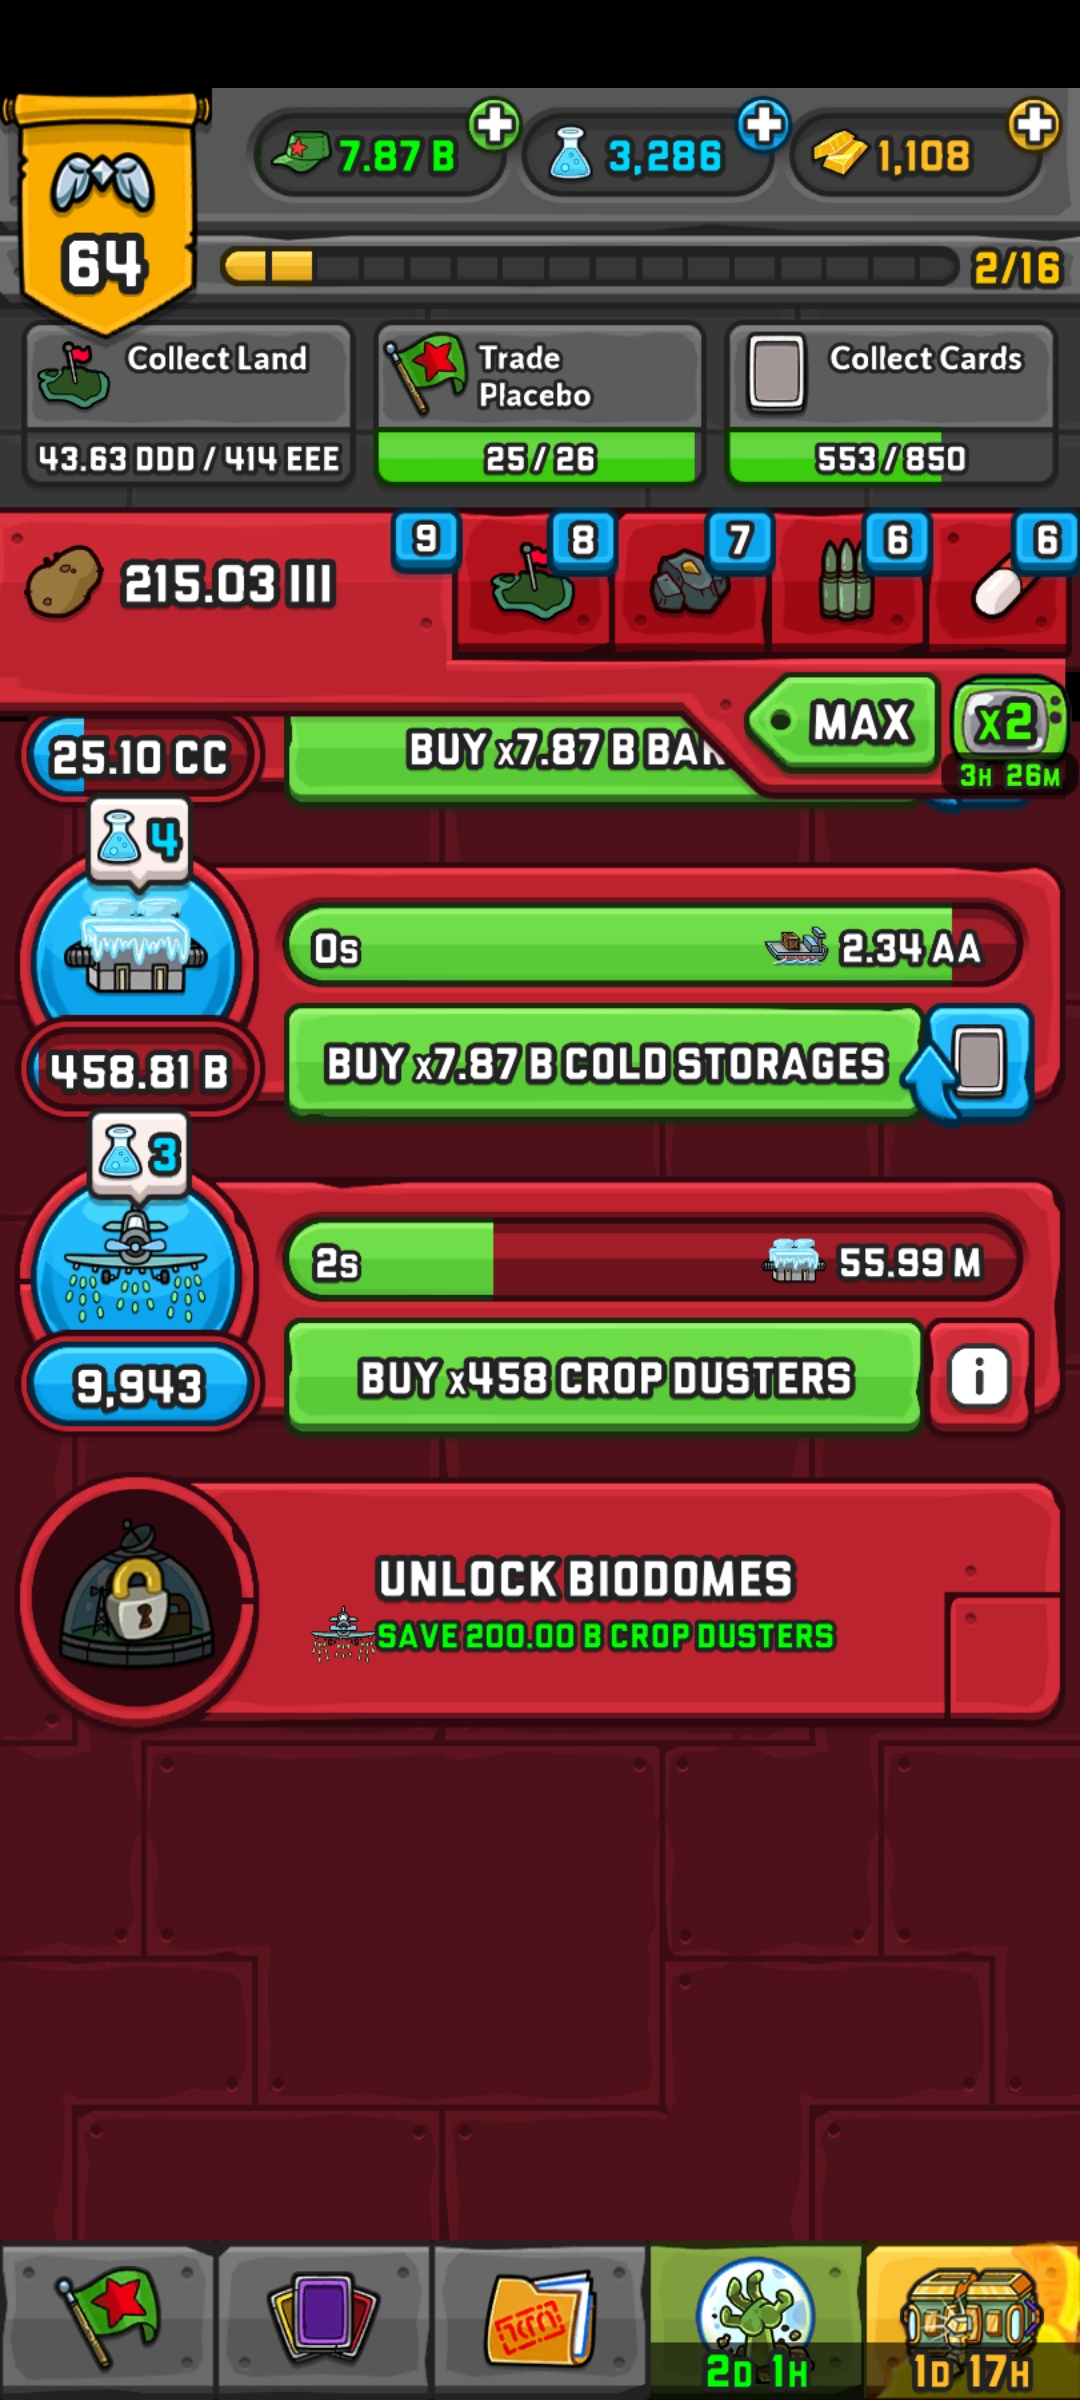 7.87 B
3,286
1,108
64
2/16
Collect Land
43.63 DDD / 414 EEE
Trade
Placebo
25 / 26
Collect Cards
553 / 850
215.03 III
9
8
7
6
6
MAX
x2
3H 26M
25.10 CC
BUY x7.87 B BAR
4
0s
2.34 AA
458.81 B
BUY x7.87 B COLD STORAGES
3
2s
55.99 M
9,943
BUY x458 CROP DUSTERS
i
UNLOCK BIODOMES
SAVE 200.00 B CROP DUSTERS
2D 1H
1D 17H